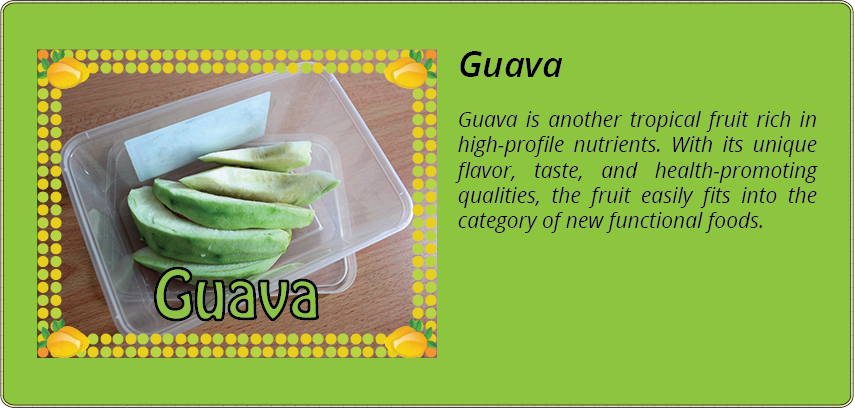 Guava
Guava is another tropical fruit rich in
high-profile nutrients. With its unique
flavor, taste, and health-promoting
qualities, the fruit easily fits into the
category of new functional foods.
Guava